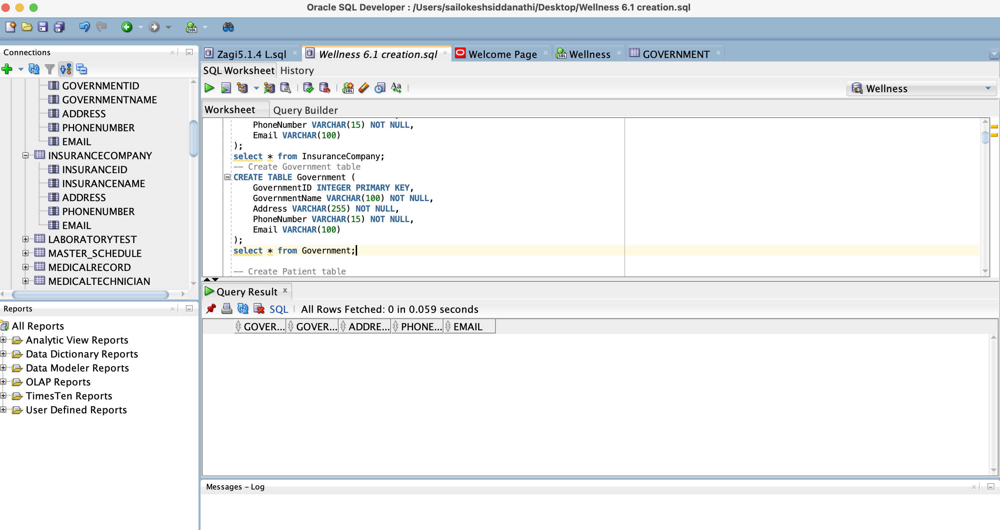 Oracle SQL Developer : /Users/sailokeshsiddanathi/Desktop/Wellness 6.1 creation.sql
Connections
GOVERNMENTID
GOVERNMENTNAME
ADDRESS
PHONENUMBER
EMAIL
INSURANCECOMPANY
INSURANCEID
INSURANCENAME
ADDRESS
PHONENUMBER
EMAIL
LABORATORYTEST
MASTER_SCHEDULE
MEDICALRECORD
MEDICALTECHNICIAN
Reports
All Reports
Analytic View Reports
Data Dictionary Reports
Data Modeler Reports
OLAP Reports
TimesTen Reports
User Defined Reports
Zagi5.1.4 L.sql
Wellness 6.1 creation.sql
Welcome Page
Wellness
GOVERNMENT
SQL Worksheet History
Wellness
Worksheet Query Builder
PhoneNumber VARCHAR(15) NOT NULL,
Email VARCHAR(100)
);
select * from InsuranceCompany;
-- Create Government table
CREATE TABLE Government (
GovernmentID INTEGER PRIMARY KEY,
GovernmentName VARCHAR(100) NOT NULL,
Address VARCHAR(255) NOT NULL,
PhoneNumber VARCHAR(15) NOT NULL,
Email VARCHAR(100)
);
select * from Government;
-- Create Patient table
Query Result
SQL All Rows Fetched: 0 in 0.059 seconds
GOVER... GOVER... ADDRE... PHONE... EMAIL
Messages - Log